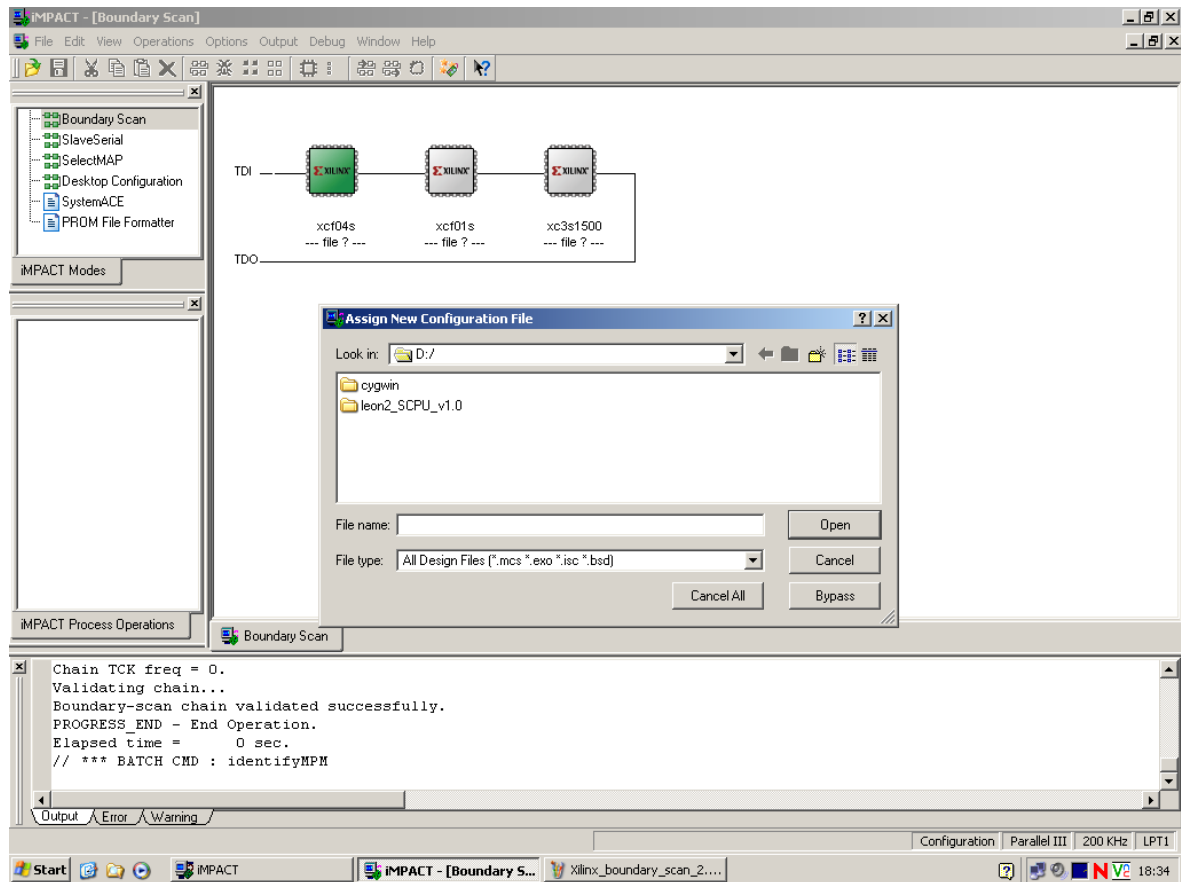 iMPACT - [Boundary Scan]
File Edit View Operations Options Output Debug Window Help
Boundary Scan
SlaveSerial
SelectMAP
Desktop Configuration
SystemACE
PROM File Formatter
iMPACT Modes
TDI
XILINX XILINX XILINX
xcf04s xcf01s xc3s1500
--- file ? --- --- file ? --- --- file ? ---
TDO
Assign New Configuration File
Look in: D:/
cygwin
leon2_SCPU_v1.0
File name: Open
File type: All Design Files (*.mcs *.exo *.isc *.bsd) Cancel
Cancel All Bypass
iMPACT Process Operations
Boundary Scan
Chain TCK freq = 0.
Validating chain...
Boundary-scan chain validated successfully.
PROGRESS_END - End Operation.
Elapsed time = 0 sec.
// *** BATCH CMD : identifyMPM
Output Error Warning
Configuration Parallel III 200 KHz LPT1
Start iMPACT iMPACT - [Boundary S... Xilinx_boundary_scan_2.... 18:34